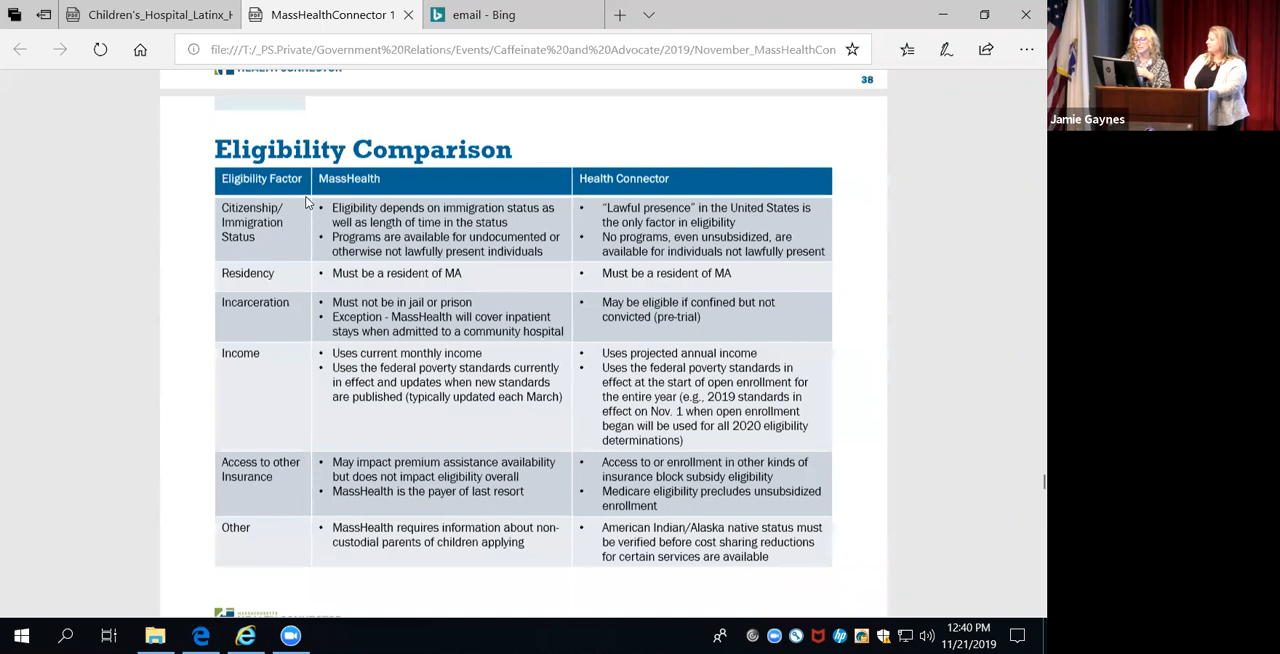 Children's_Hospital_Latinx_H
MassHealthConnector 1
email - Bing
file:///T:/_PS.Private/Government%20Relations/Events/Caffeinate%20and%20Advocate/2019/November_MassHealthCon
HEALTH CONNECTOR
38
Jamie Gaynes
Eligibility Comparison
Eligibility Factor
MassHealth
Health Connector
Citizenship/
Immigration
Status
• Eligibility depends on immigration status as
well as length of time in the status
• Programs are available for undocumented or
otherwise not lawfully present individuals
• "Lawful presence" in the United States is
the only factor in eligibility
• No programs, even unsubsidized, are
available for individuals not lawfully present
Residency
• Must be a resident of MA
• Must be a resident of MA
Incarceration
• Must not be in jail or prison
• Exception - MassHealth will cover inpatient
stays when admitted to a community hospital
• May be eligible if confined but not
convicted (pre-trial)
Income
• Uses current monthly income
• Uses the federal poverty standards currently
in effect and updates when new standards
are published (typically updated each March)
• Uses projected annual income
• Uses the federal poverty standards in
effect at the start of open enrollment for
the entire year (e.g., 2019 standards in
effect on Nov. 1 when open enrollment
began will be used for all 2020 eligibility
determinations)
Access to other
Insurance
• May impact premium assistance availability
but does not impact eligibility overall
• MassHealth is the payer of last resort
• Access to or enrollment in other kinds of
insurance block subsidy eligibility
• Medicare eligibility precludes unsubsidized
enrollment
Other
• MassHealth requires information about non-
custodial parents of children applying
• American Indian/Alaska native status must
be verified before cost sharing reductions
for certain services are available
MASSACHUSETTS
HEALTH CONNECTOR
12:40 PM
11/21/2019